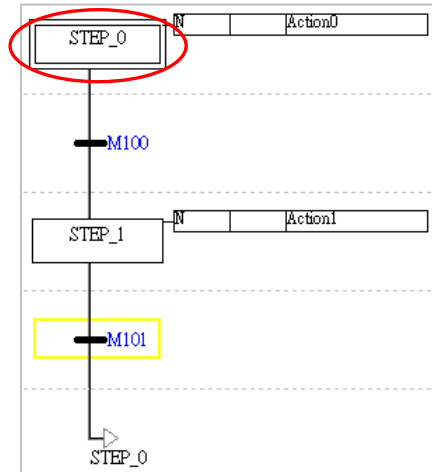 STEP_0 N Action0
M100
STEP_1 N Action1
M101
STEP_0